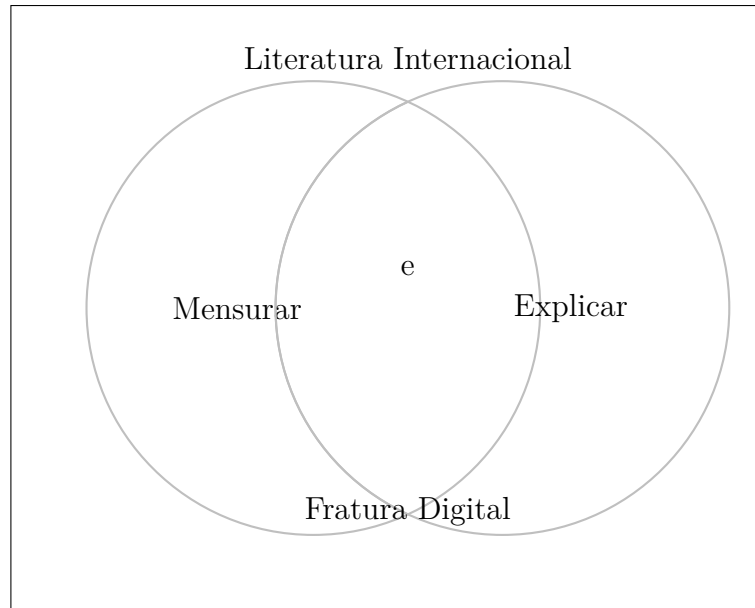 Literatura Internacional
e
Mensurar
Explicar
Fratura Digital